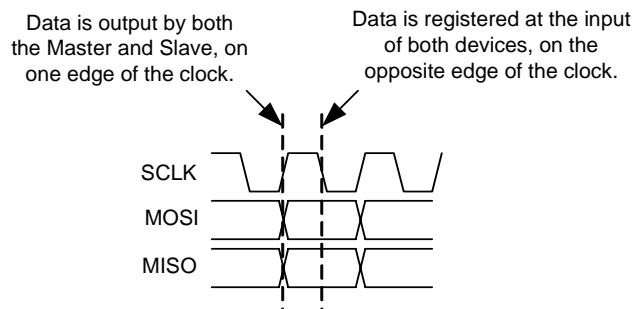 Data is output by both
the Master and Slave, on
one edge of the clock.
Data is registered at the input
of both devices, on the
opposite edge of the clock.
SCLK
MOSI
MISO